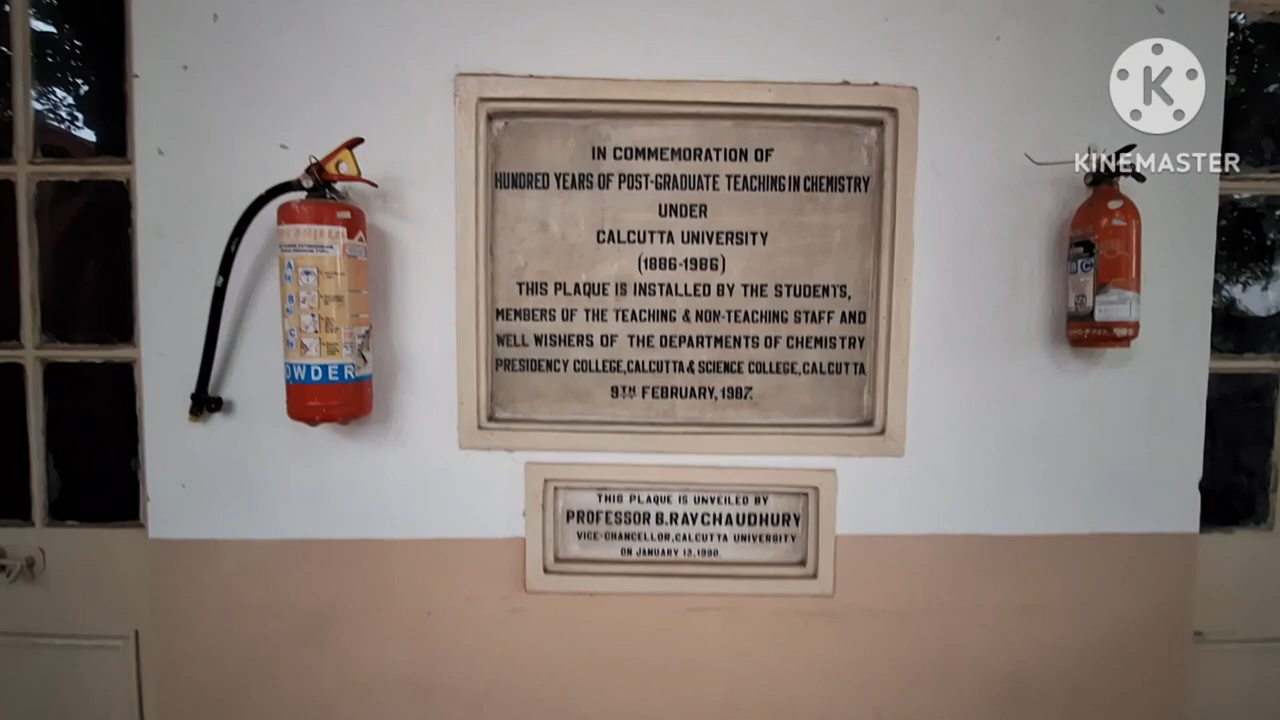 IN COMMEMORATION OF
HUNDRED YEARS OF POST-GRADUATE TEACHING IN CHEMISTRY
UNDER
CALCUTTA UNIVERSITY
(1886-1986)
THIS PLAQUE IS INSTALLED BY THE STUDENTS,
MEMBERS OF THE TEACHING & NON-TEACHING STAFF AND
WELL WISHERS OF THE DEPARTMENTS OF CHEMISTRY
PRESIDENCY COLLEGE, CALCUTTA & SCIENCE COLLEGE, CALCUTTA
9TH FEBRUARY, 1987.
THIS PLAQUE IS UNVEILED BY
PROFESSOR B. RAYCHAUDHURY
VICE-CHANCELLOR, CALCUTTA UNIVERSITY
ON JANUARY 13, 1990.
A
B
C
OWDER
B C
K
KINEMASTER